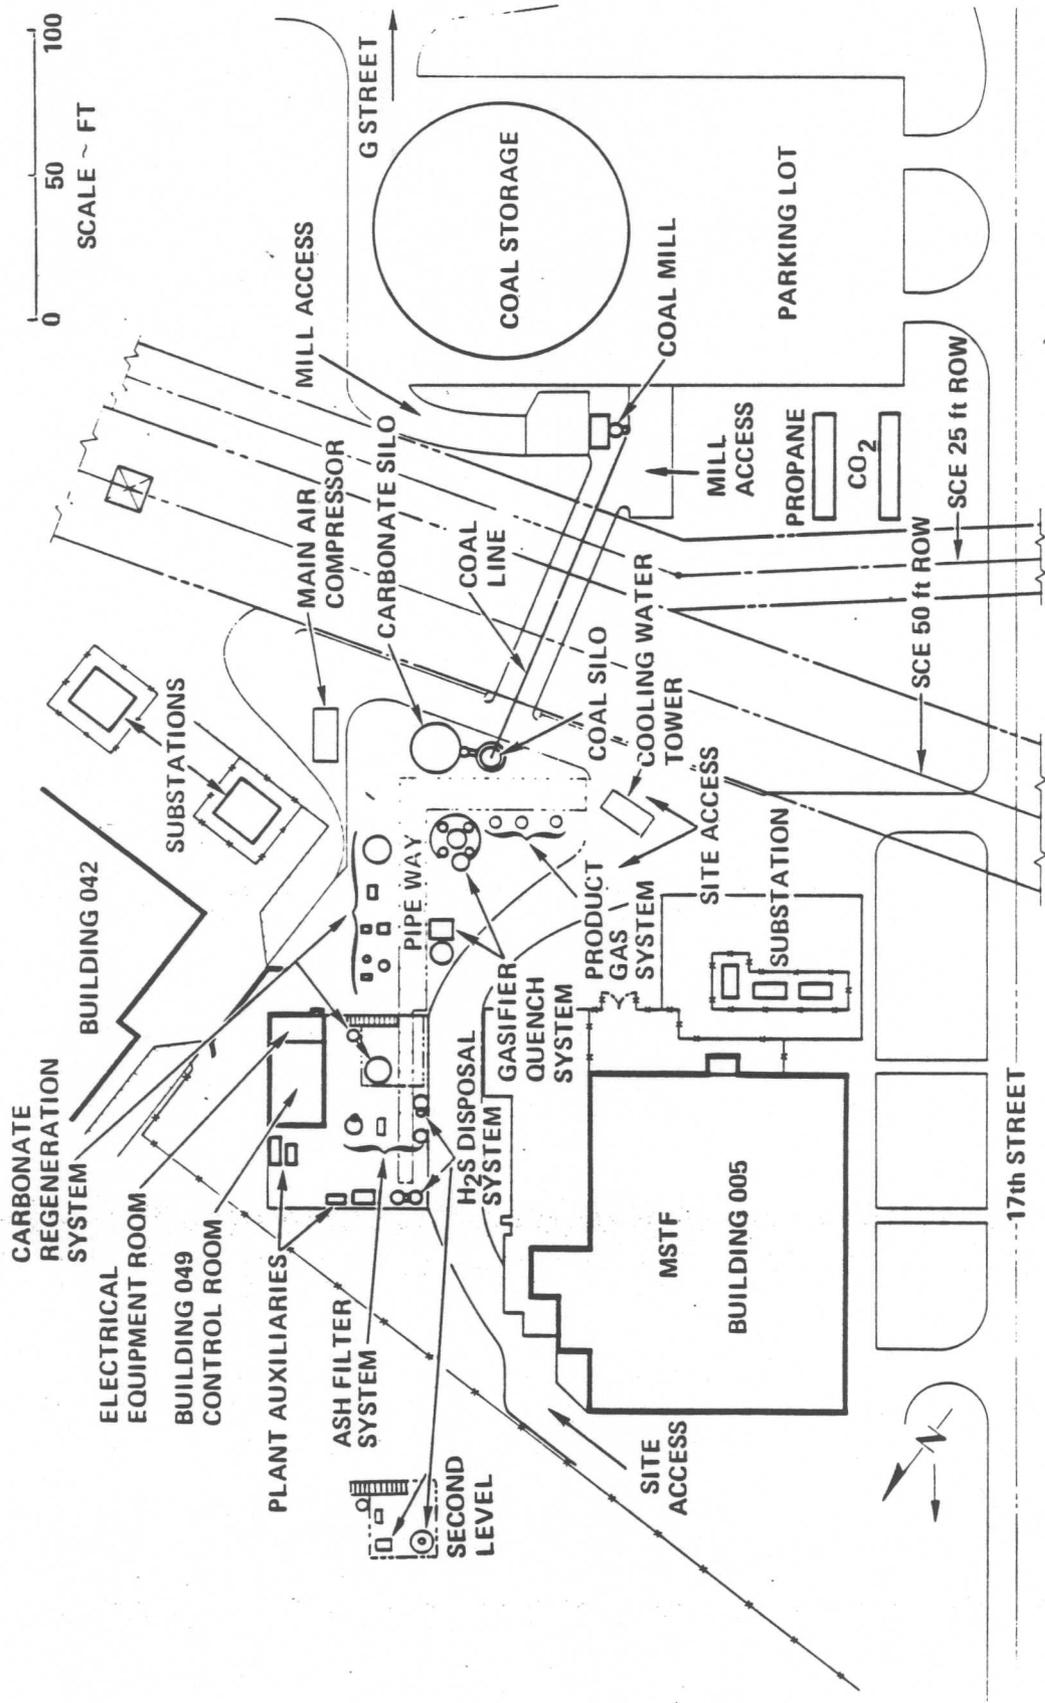 0 50 100
SCALE ~ FT
G STREET
COAL STORAGE
PARKING LOT
MILL ACCESS
COAL MILL
MILL
ACCESS
PROPANE
CO2
SCE 25 ft ROW
SCE 50 ft ROW
MAIN AIR
COMPRESSOR
CARBONATE SILO
COAL
LINE
COAL SILO
COOLING WATER
TOWER
SITE ACCESS
SUBSTATIONS
BUILDING 042
PIPE WAY
PRODUCT
GAS
SYSTEM
SUBSTATION
GASIFIER
QUENCH
SYSTEM
H2S DISPOSAL
SYSTEM
CARBONATE
REGENERATION
SYSTEM
ELECTRICAL
EQUIPMENT ROOM
BUILDING 049
CONTROL ROOM
PLANT AUXILIARIES
ASH FILTER
SYSTEM
SECOND
LEVEL
SITE
ACCESS
MSTF
BUILDING 005
17th STREET
N